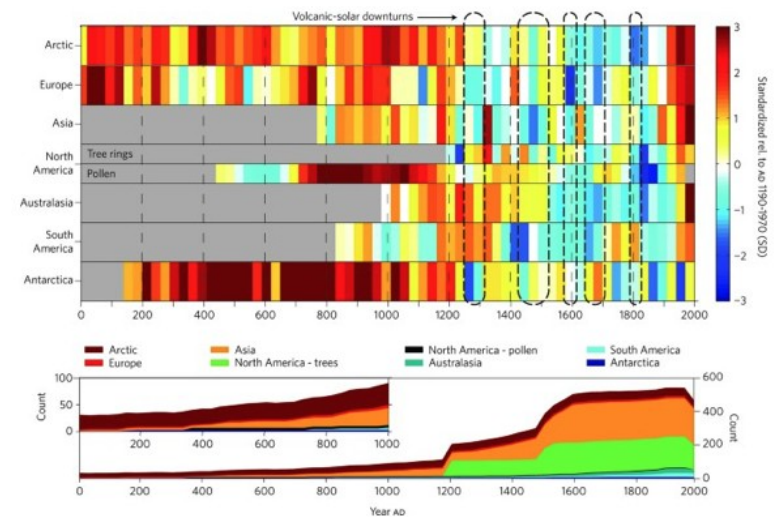 Volcanic-solar downturns
Arctic
Europe
Asia
North
America
Tree rings
Pollen
Australasia
South
America
Antarctica
3
2
1
0
−1
−2
−3
Standardized rel. to AD 1190-1970 (SD)
0 200 400 600 800 1000 1200 1400 1600 1800 2000
Arctic Asia North America - pollen South America
Europe North America - trees Australasia Antarctica
Count
100
50
0
200 400 600 800 1000
600
400
200
0
Count
0 200 400 600 800 1000 1200 1400 1600 1800 2000
Year AD